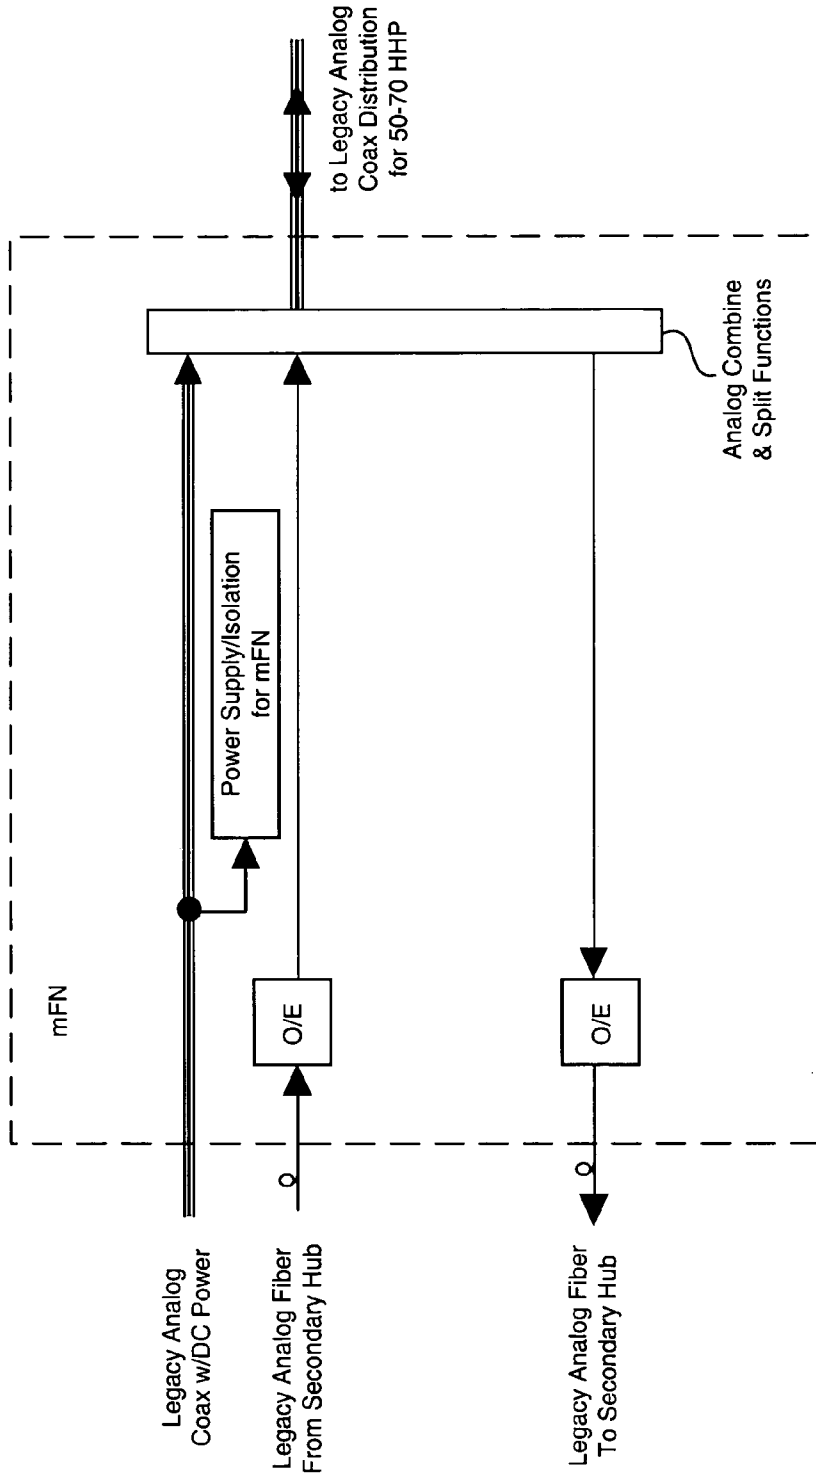 mFN
Legacy Analog
Coax w/DC Power
Power Supply/Isolation
for mFN
Legacy Analog Fiber
From Secondary Hub
O/E
to Legacy Analog
Coax Distribution
for 50-70 HHP
Legacy Analog Fiber
To Secondary Hub
O/E
Analog Combine
& Split Functions